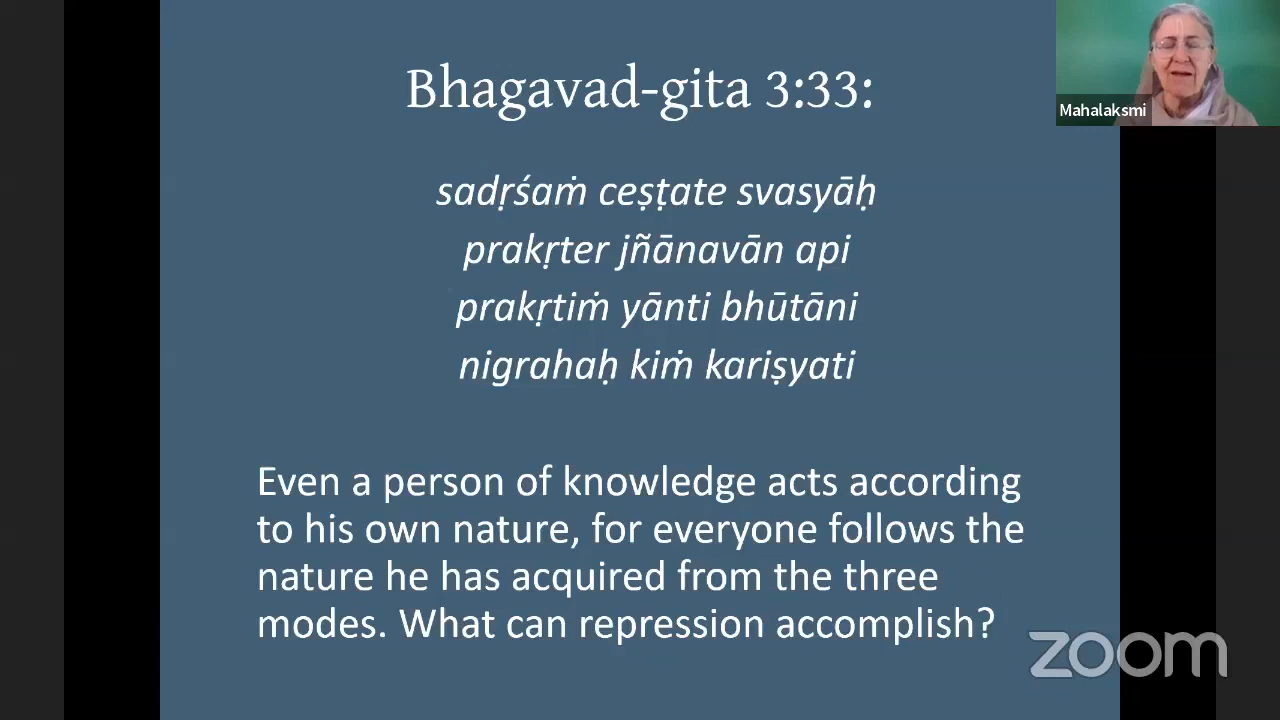 Bhagavad-gita 3:33:
sadṛśaṁ ceṣṭate svasyāḥ
prakṛter jñānavān api
prakṛtiṁ yānti bhūtāni
nigrahaḥ kiṁ kariṣyati
Even a person of knowledge acts according
to his own nature, for everyone follows the
nature he has acquired from the three
modes. What can repression accomplish?
Mahalaksmi
zoom